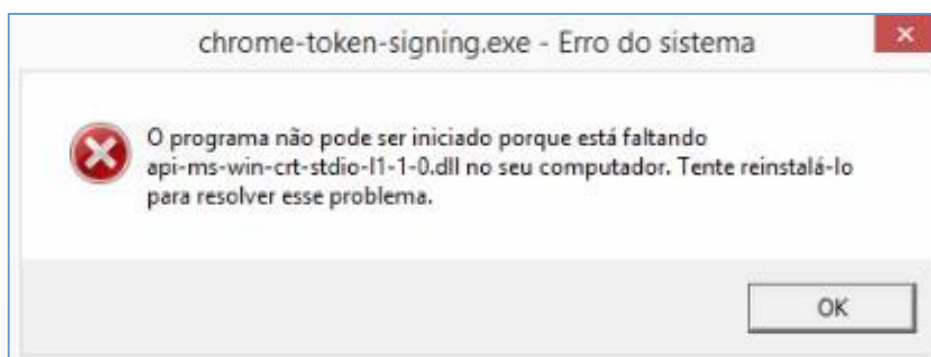 chrome-token-signing.exe - Erro do sistema
O programa não pode ser iniciado porque está faltando
api-ms-win-crt-stdio-l1-1-0.dll no seu computador. Tente reinstalá-lo
para resolver esse problema.
OK